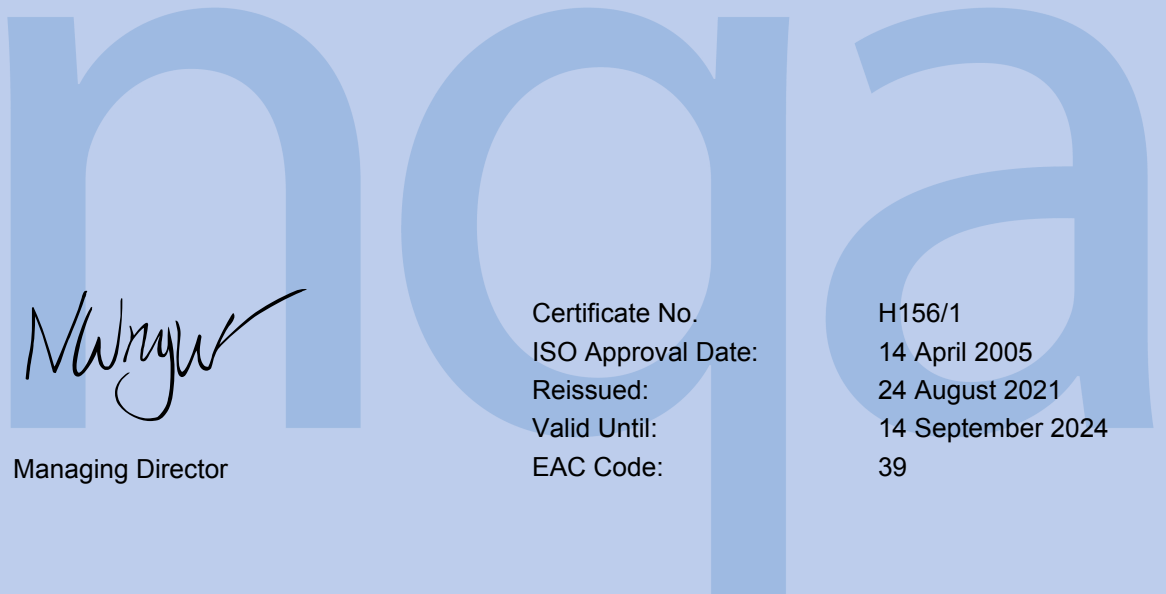 nqa
Certificate No. H156/1
ISO Approval Date: 14 April 2005
Reissued: 24 August 2021
Valid Until: 14 September 2024
Managing Director
EAC Code: 39